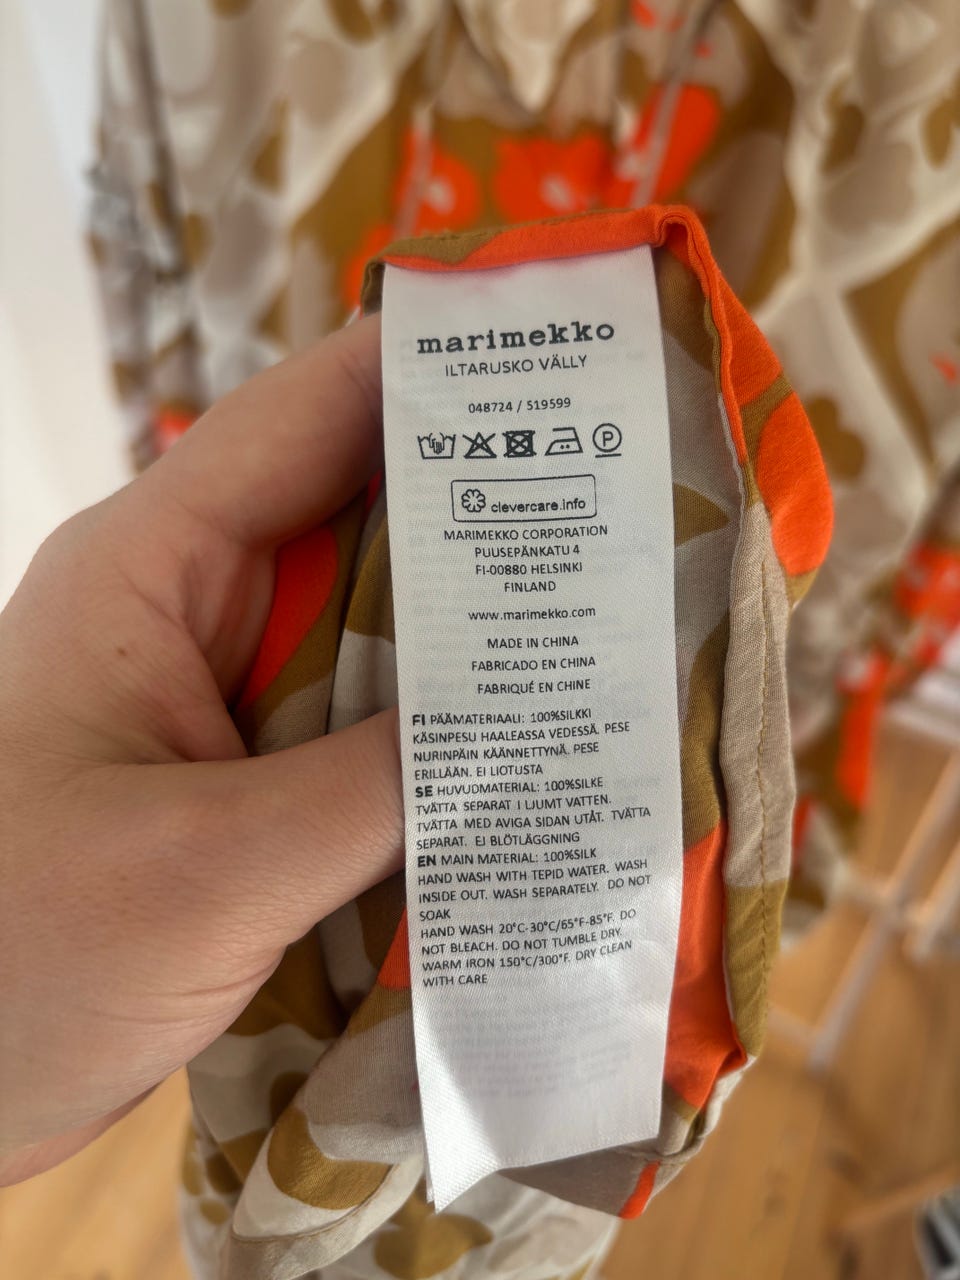 marimekko
ILTARUSKO VÄLLY
048724 / 519599
P
clevercare.info
MARIMEKKO CORPORATION
PUUSEPÄNKATU 4
FI-00880 HELSINKI
FINLAND
www.marimekko.com
MADE IN CHINA
FABRICADO EN CHINA
FABRIQUÉ EN CHINE
FI PÄÄMATERIAALI: 100%SILKKI
KÄSINPESU HAALEASSA VEDESSÄ. PESE
NURINPÄIN KÄÄNNETTYNÄ. PESE
ERILLÄÄN. EI LIOTUSTA
SE HUVUDMATERIAL: 100%SILKE
TVÄTTA SEPARAT I LJUMT VATTEN.
TVÄTTA MED AVIGA SIDAN UTÅT. TVÄTTA
SEPARAT. EJ BLÖTLÄGGNING
EN MAIN MATERIAL: 100%SILK
HAND WASH WITH TEPID WATER. WASH
INSIDE OUT. WASH SEPARATELY. DO NOT
SOAK
HAND WASH 20°C-30°C/65°F-85°F. DO
NOT BLEACH. DO NOT TUMBLE DRY.
WARM IRON 150°C/300°F. DRY CLEAN
WITH CARE